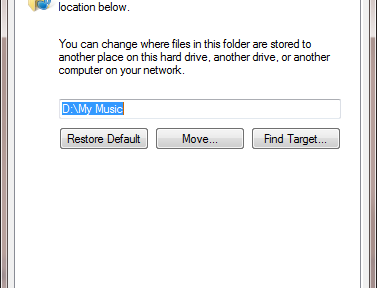 location below.
You can change where files in this folder are stored to
another place on this hard drive, another drive, or another
computer on your network.
D:\My Music
Restore Default
Move...
Find Target...